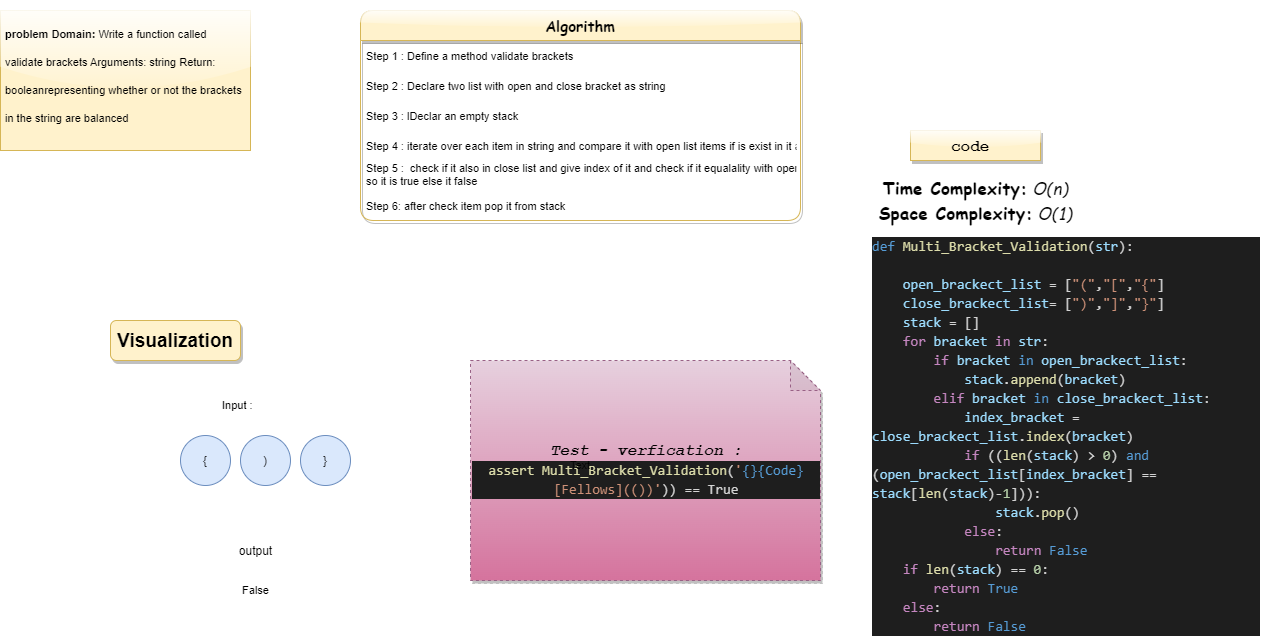 problem Domain: Write a function called
validate brackets Arguments: string Return:
booleanrepresenting whether or not the brackets
in the string are balanced
Algorithm
Step 1 : Define a method validate brackets
Step 2 : Declare two list with open and close bracket as string
Step 3 : IDeclar an empty stack
Step 4 : iterate over each item in string and compare it with open list items if is exist in it
Step 5 :  check if it also in close list and give index of it and check if it equalality with open
so it is true else it false
Step 6: after check item pop it from stack
Visualization
Input :
{ ) }
output
False
Test - verfication :
assert Multi_Bracket_Validation('{}{Code}
[Fellows](())')) == True
code
Time Complexity: O(n)
Space Complexity: O(1)
def Multi_Bracket_Validation(str):
    open_brackect_list = ["(","[","{"]
    close_brackect_list= [")","]","}"]
    stack = []
    for bracket in str:
        if bracket in open_brackect_list:
            stack.append(bracket)
        elif bracket in close_brackect_list:
            index_bracket =
close_brackect_list.index(bracket)
            if ((len(stack) > 0) and
(open_brackect_list[index_bracket] ==
stack[len(stack)-1])):
                stack.pop()
            else:
                return False
    if len(stack) == 0:
        return True
    else:
        return False